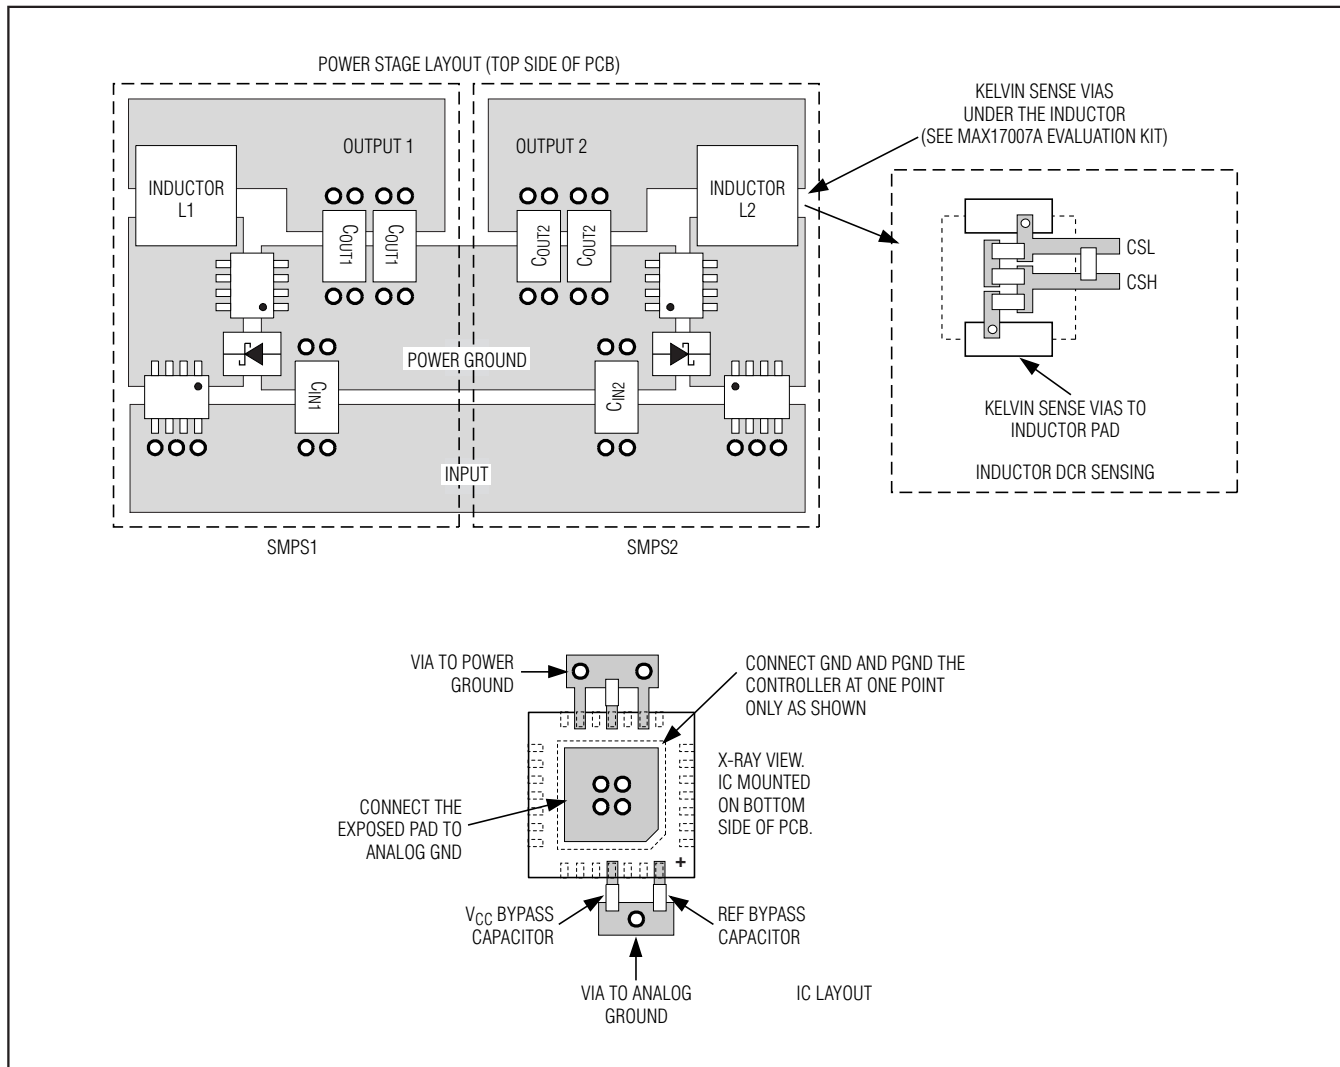 POWER STAGE LAYOUT (TOP SIDE OF PCB)
KELVIN SENSE VIAS
UNDER THE INDUCTOR
(SEE MAX17007A EVALUATION KIT)
OUTPUT 1
OUTPUT 2
INDUCTOR
L1
INDUCTOR
L2
COUT1
COUT1
COUT2
COUT2
CSL
CSH
POWER GROUND
CIN1
CIN2
KELVIN SENSE VIAS TO
INDUCTOR PAD
INPUT
INDUCTOR DCR SENSING
SMPS1
SMPS2
VIA TO POWER
GROUND
CONNECT GND AND PGND THE
CONTROLLER AT ONE POINT
ONLY AS SHOWN
X-RAY VIEW.
IC MOUNTED
ON BOTTOM
SIDE OF PCB.
CONNECT THE
EXPOSED PAD TO
ANALOG GND
+
VCC BYPASS
CAPACITOR
REF BYPASS
CAPACITOR
VIA TO ANALOG
GROUND
IC LAYOUT